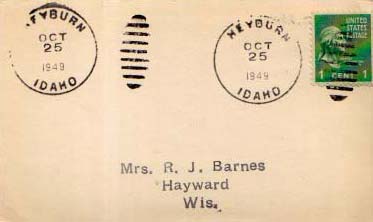 HEYBURN
OCT
25
1949
IDAHO
HEYBURN
OCT
25
1949
IDAHO
UNITED
STATES
POSTAGE
1 CENT 1
Mrs. R. J. Barnes
Hayward
Wis.